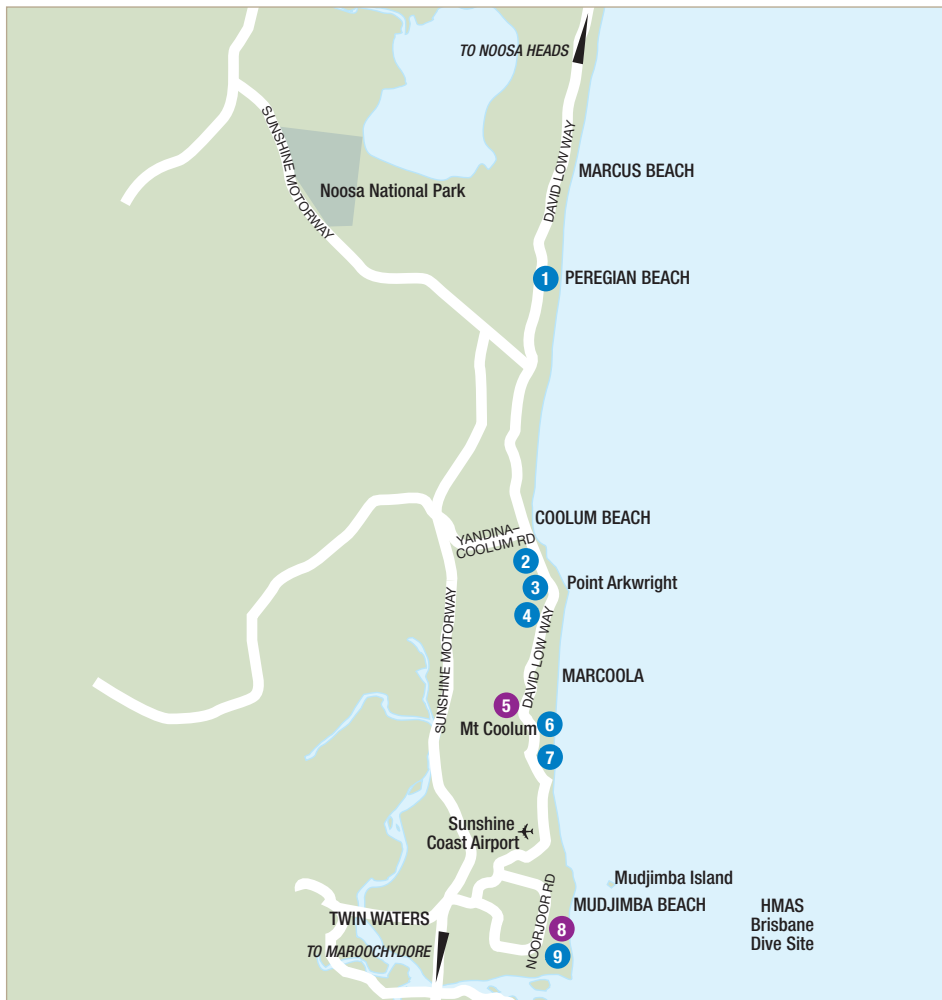 TO NOOSA HEADS
SUNSHINE MOTORWAY
DAVID LOW WAY
MARCUS BEACH
Noosa National Park
1
PEREGIAN BEACH
COOLUM BEACH
YANDINA–
COOLUM RD
2
3
Point Arkwright
4
SUNSHINE MOTORWAY
DAVID LOW WAY
MARCOOLA
5
Mt Coolum
6
7
Sunshine
Coast Airport
Mudjimba Island
NOORJOOR RD
MUDJIMBA BEACH
HMAS
Brisbane
Dive Site
TWIN WATERS
8
TO MAROOCHYDORE
9